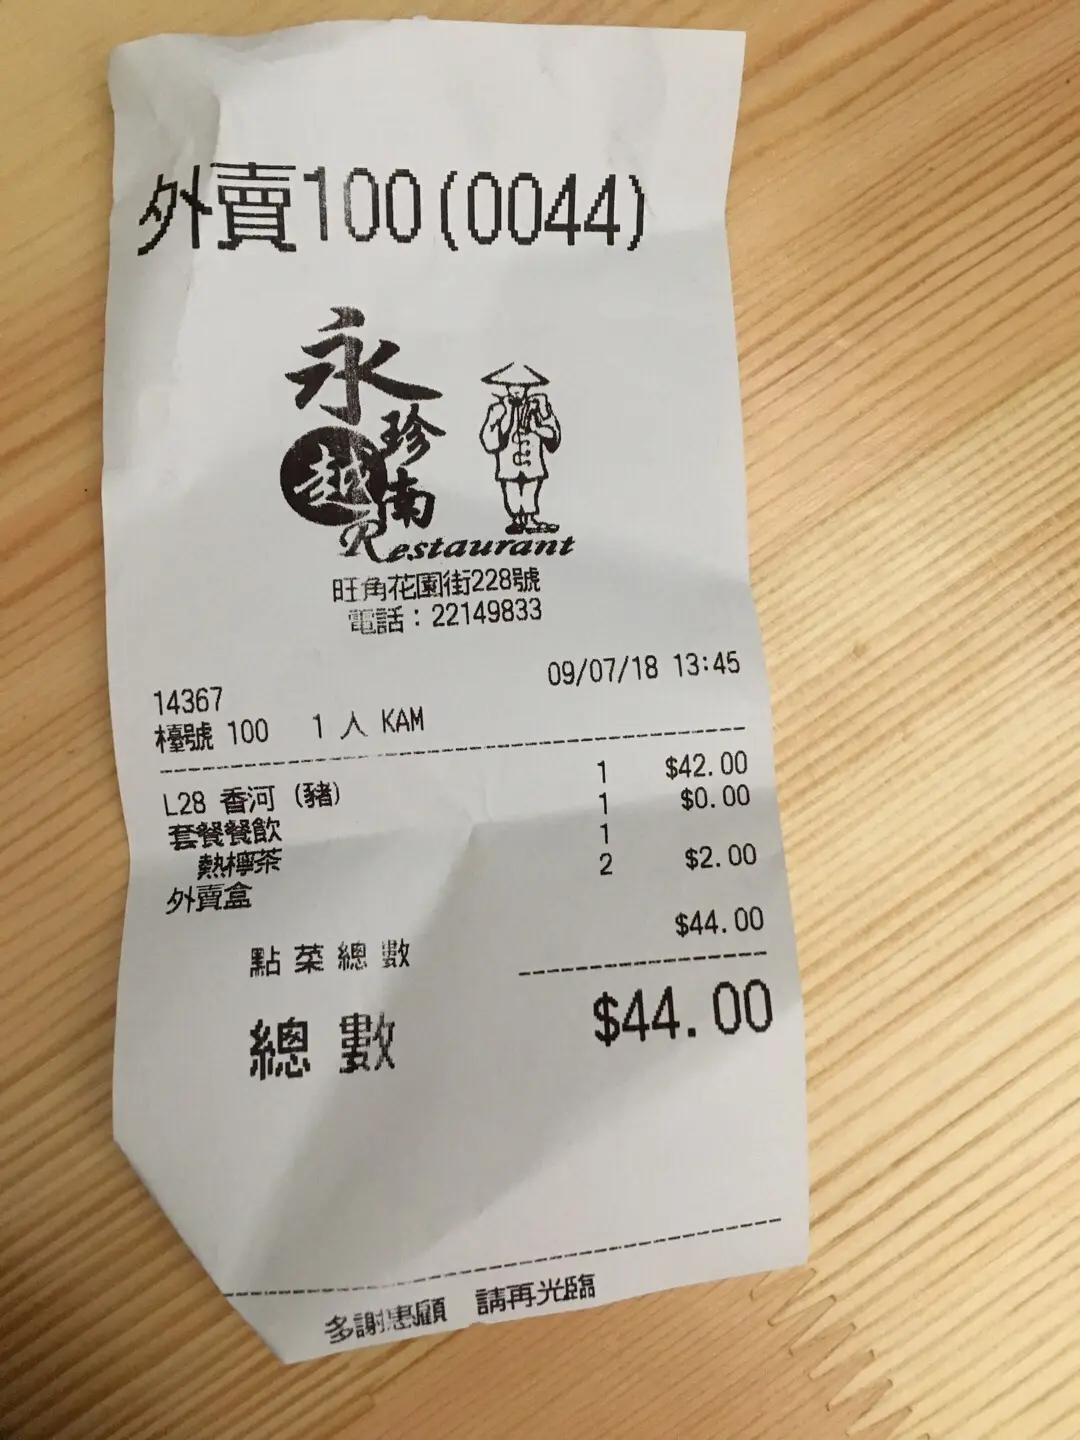 外賣100(0044)
永
珍
越南
Restaurant
旺角花園街228號
電話：22149833
14367 09/07/18 13:45
檯號 100 1 人 KAM
L28 香河 (豬) 1 $42.00
套餐餐飲 1 $0.00
熱檸茶 1
外賣盒 2 $2.00
點菜總數 $44.00
總數 $44.00
多謝惠顧 請再光臨